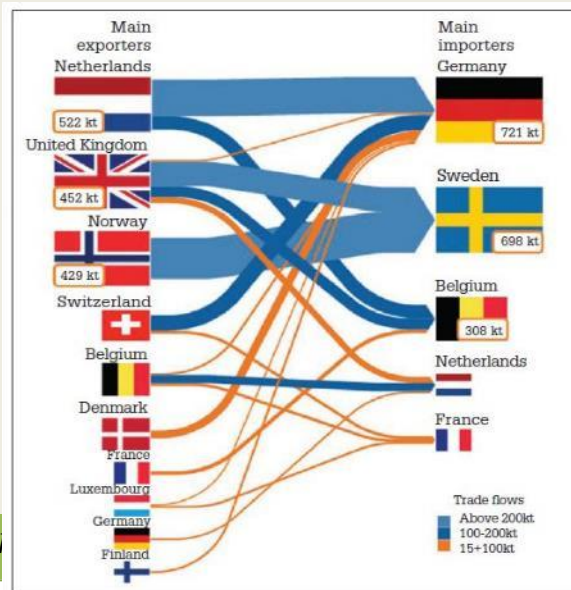 Main
exporters
Netherlands
522 kt
United Kingdom
452 kt
Norway
429 kt
Switzerland
Belgium
Denmark
France
Luxembourg
Germany
Finland
Main
importers
Germany
721 kt
Sweden
698 kt
Belgium
308 kt
Netherlands
France
Trade flows
Above 200kt
100-200kt
15+100kt